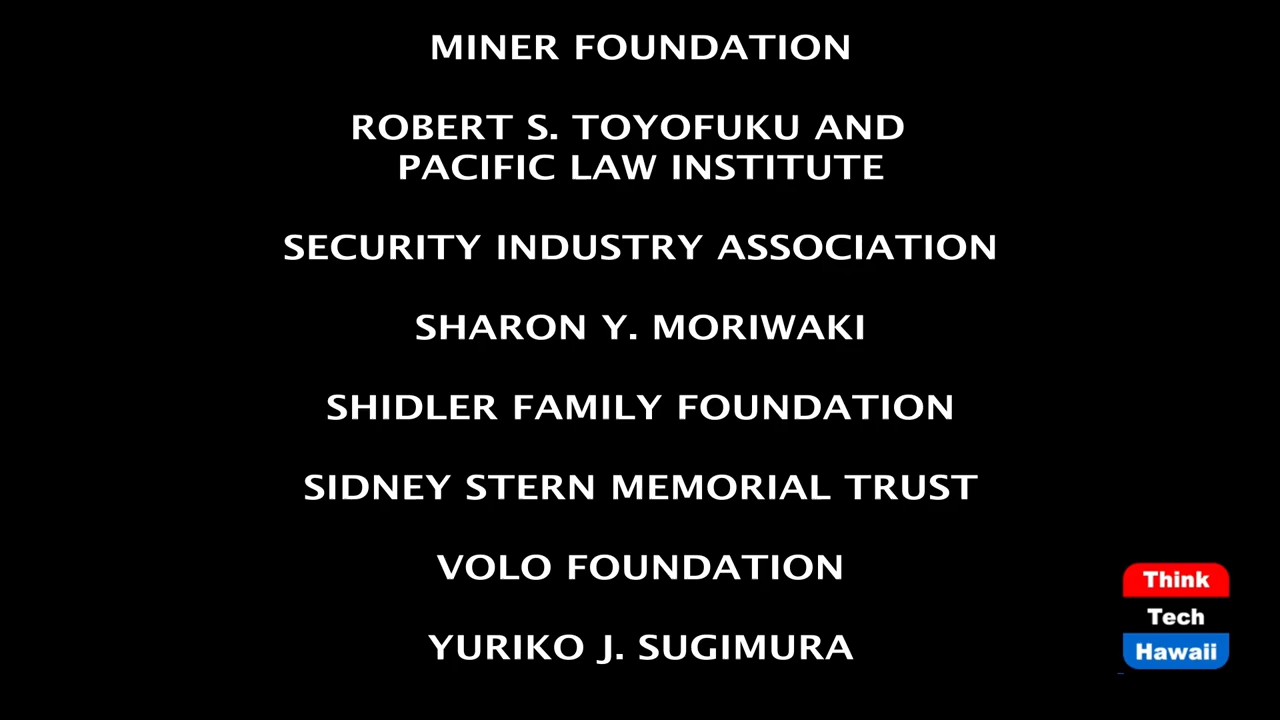 MINER FOUNDATION
ROBERT S. TOYOFUKU AND
PACIFIC LAW INSTITUTE
SECURITY INDUSTRY ASSOCIATION
SHARON Y. MORIWAKI
SHIDLER FAMILY FOUNDATION
SIDNEY STERN MEMORIAL TRUST
VOLO FOUNDATION
YURIKO J. SUGIMURA
Think
Tech
Hawaii